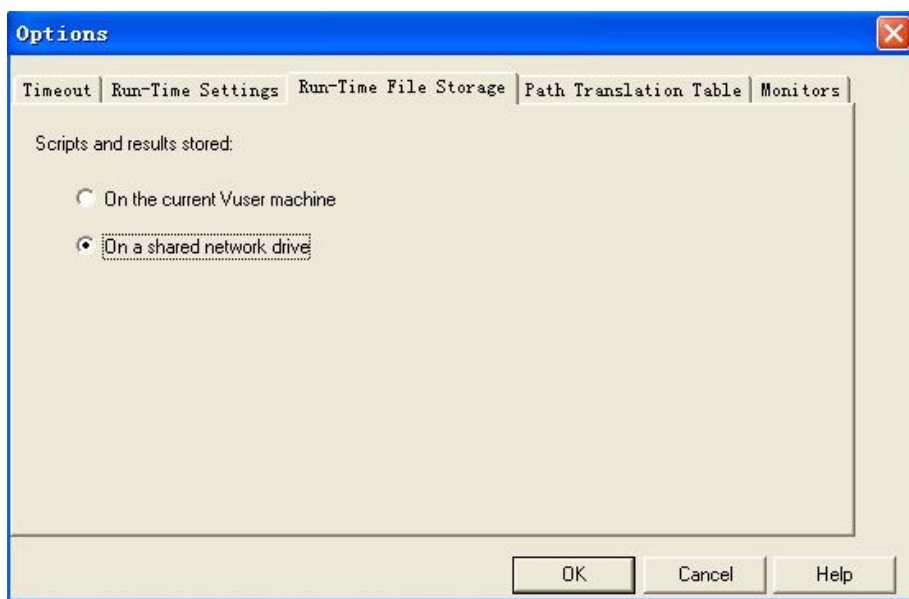 Options
Timeout Run-Time Settings Run-Time File Storage Path Translation Table Monitors
Scripts and results stored:
On the current Vuser machine
On a shared network drive
OK Cancel Help